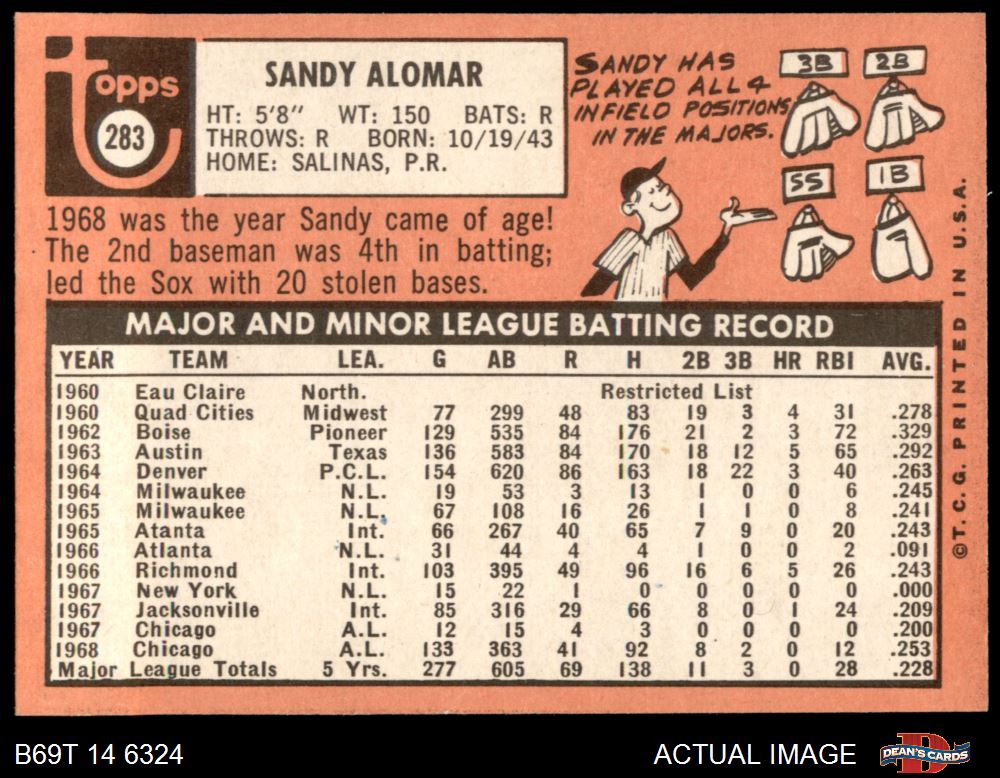 Topps
283
SANDY ALOMAR
HT: 5'8" WT: 150 BATS: R
THROWS: R BORN: 10/19/43
HOME: SALINAS, P.R.
1968 was the year Sandy came of age!
The 2nd baseman was 4th in batting;
led the Sox with 20 stolen bases.
SANDY HAS
PLAYED ALL 4
INFIELD POSITIONS
IN THE MAJORS.
3B 2B
SS 1B
MAJOR AND MINOR LEAGUE BATTING RECORD
YEAR TEAM LEA. G AB R H 2B 3B HR RBI AVG.
1960 Eau Claire North. Restricted List
1960 Quad Cities Midwest 77 299 48 83 19 3 4 31 .278
1962 Boise Pioneer 129 535 84 176 21 2 3 72 .329
1963 Austin Texas 136 583 84 170 18 12 5 65 .292
1964 Denver P.C.L. 154 620 86 163 18 22 3 40 .263
1964 Milwaukee N.L. 19 53 3 13 1 0 0 6 .245
1965 Milwaukee N.L. 67 108 16 26 1 1 0 8 .241
1965 Atanta Int. 66 267 40 65 7 9 0 20 .243
1966 Atlanta N.L. 31 44 4 4 1 0 0 2 .091
1966 Richmond Int. 103 395 49 96 16 6 5 26 .243
1967 New York N.L. 15 22 1 0 0 0 0 0 .000
1967 Jacksonville Int. 85 316 29 66 8 0 1 24 .209
1967 Chicago A.L. 12 15 4 3 0 0 0 0 .200
1968 Chicago A.L. 133 363 41 92 8 2 0 12 .253
Major League Totals 5 Yrs. 277 605 69 138 11 3 0 28 .228
©T.C.G. PRINTED IN U.S.A.
B69T 14 6324
ACTUAL IMAGE
DEAN'S CARDS